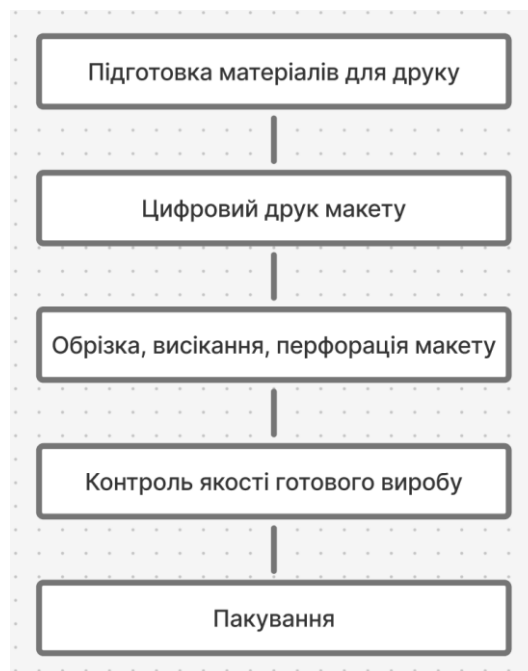 Підготовка матеріалів для друку
Цифровий друк макету
Обрізка, висікання, перфорація макету
Контроль якості готового виробу
Пакування